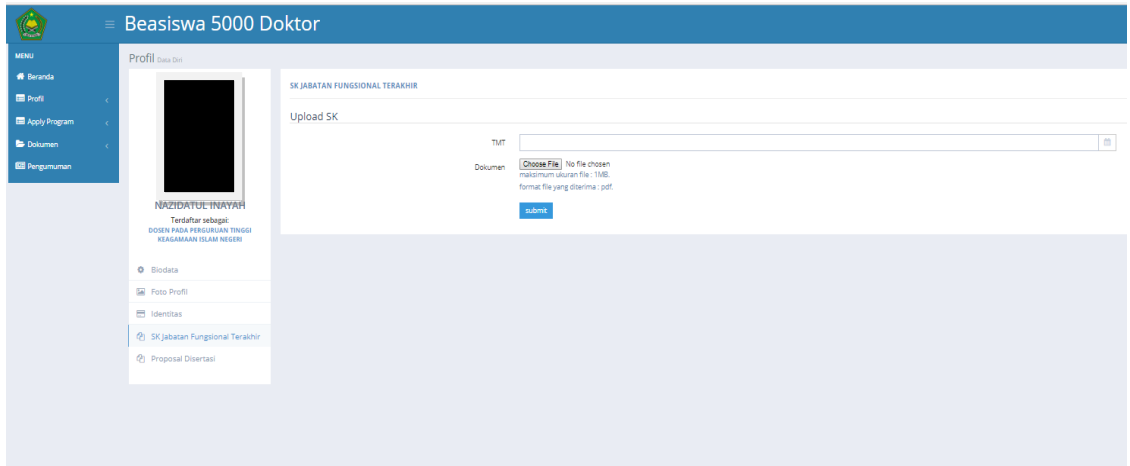 Beasiswa 5000 Doktor
MENU
Beranda
Profil
Apply Program
Dokumen
Pengumuman
Profil Data Diri
NAZIDATUL INAYAH
Terdaftar sebagai:
DOSEN PADA PERGURUAN TINGGI
KEAGAMAAN ISLAM NEGERI
Biodata
Foto Profil
Identitas
SK Jabatan Fungsional Terakhir
Proposal Disertasi
SK JABATAN FUNGSIONAL TERAKHIR
Upload SK
TMT
Dokumen Choose File No file chosen
maksimum ukuran file : 1MB.
format file yang diterima : pdf.
submit